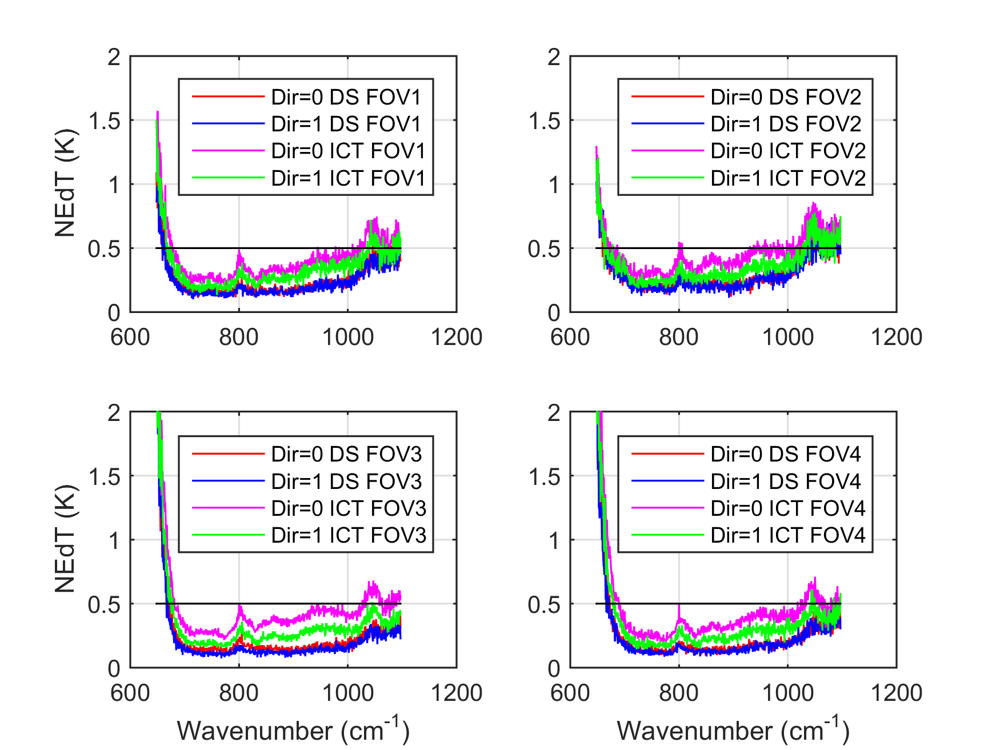 2
1.5
1
0.5
0
NEdT (K)
Dir=0 DS FOV1
Dir=1 DS FOV1
Dir=0 ICT FOV1
Dir=1 ICT FOV1
600 800 1000 1200
2
1.5
1
0.5
0
Dir=0 DS FOV2
Dir=1 DS FOV2
Dir=0 ICT FOV2
Dir=1 ICT FOV2
600 800 1000 1200
2
1.5
1
0.5
0
NEdT (K)
Dir=0 DS FOV3
Dir=1 DS FOV3
Dir=0 ICT FOV3
Dir=1 ICT FOV3
600 800 1000 1200
Wavenumber (cm⁻¹)
2
1.5
1
0.5
0
Dir=0 DS FOV4
Dir=1 DS FOV4
Dir=0 ICT FOV4
Dir=1 ICT FOV4
600 800 1000 1200
Wavenumber (cm⁻¹)